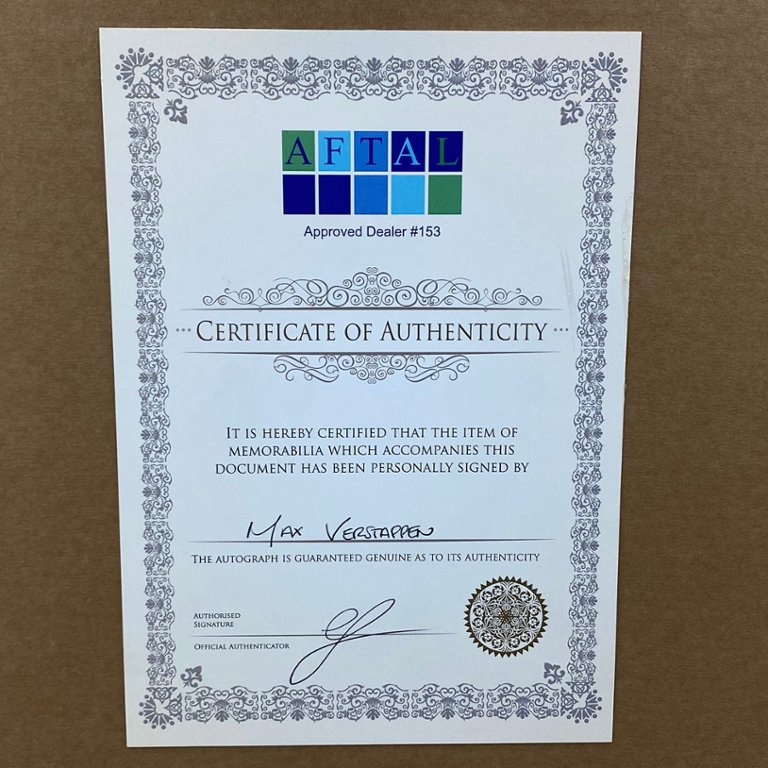 AFTAL
Approved Dealer #153
CERTIFICATE OF AUTHENTICITY
IT IS HEREBY CERTIFIED THAT THE ITEM OF
MEMORABILIA WHICH ACCOMPANIES THIS
DOCUMENT HAS BEEN PERSONALLY SIGNED BY
MAX VERSTAPPEN
THE AUTOGRAPH IS GUARANTEED GENUINE AS TO ITS AUTHENTICITY
AUTHORISED
SIGNATURE
OFFICIAL AUTHENTICATOR